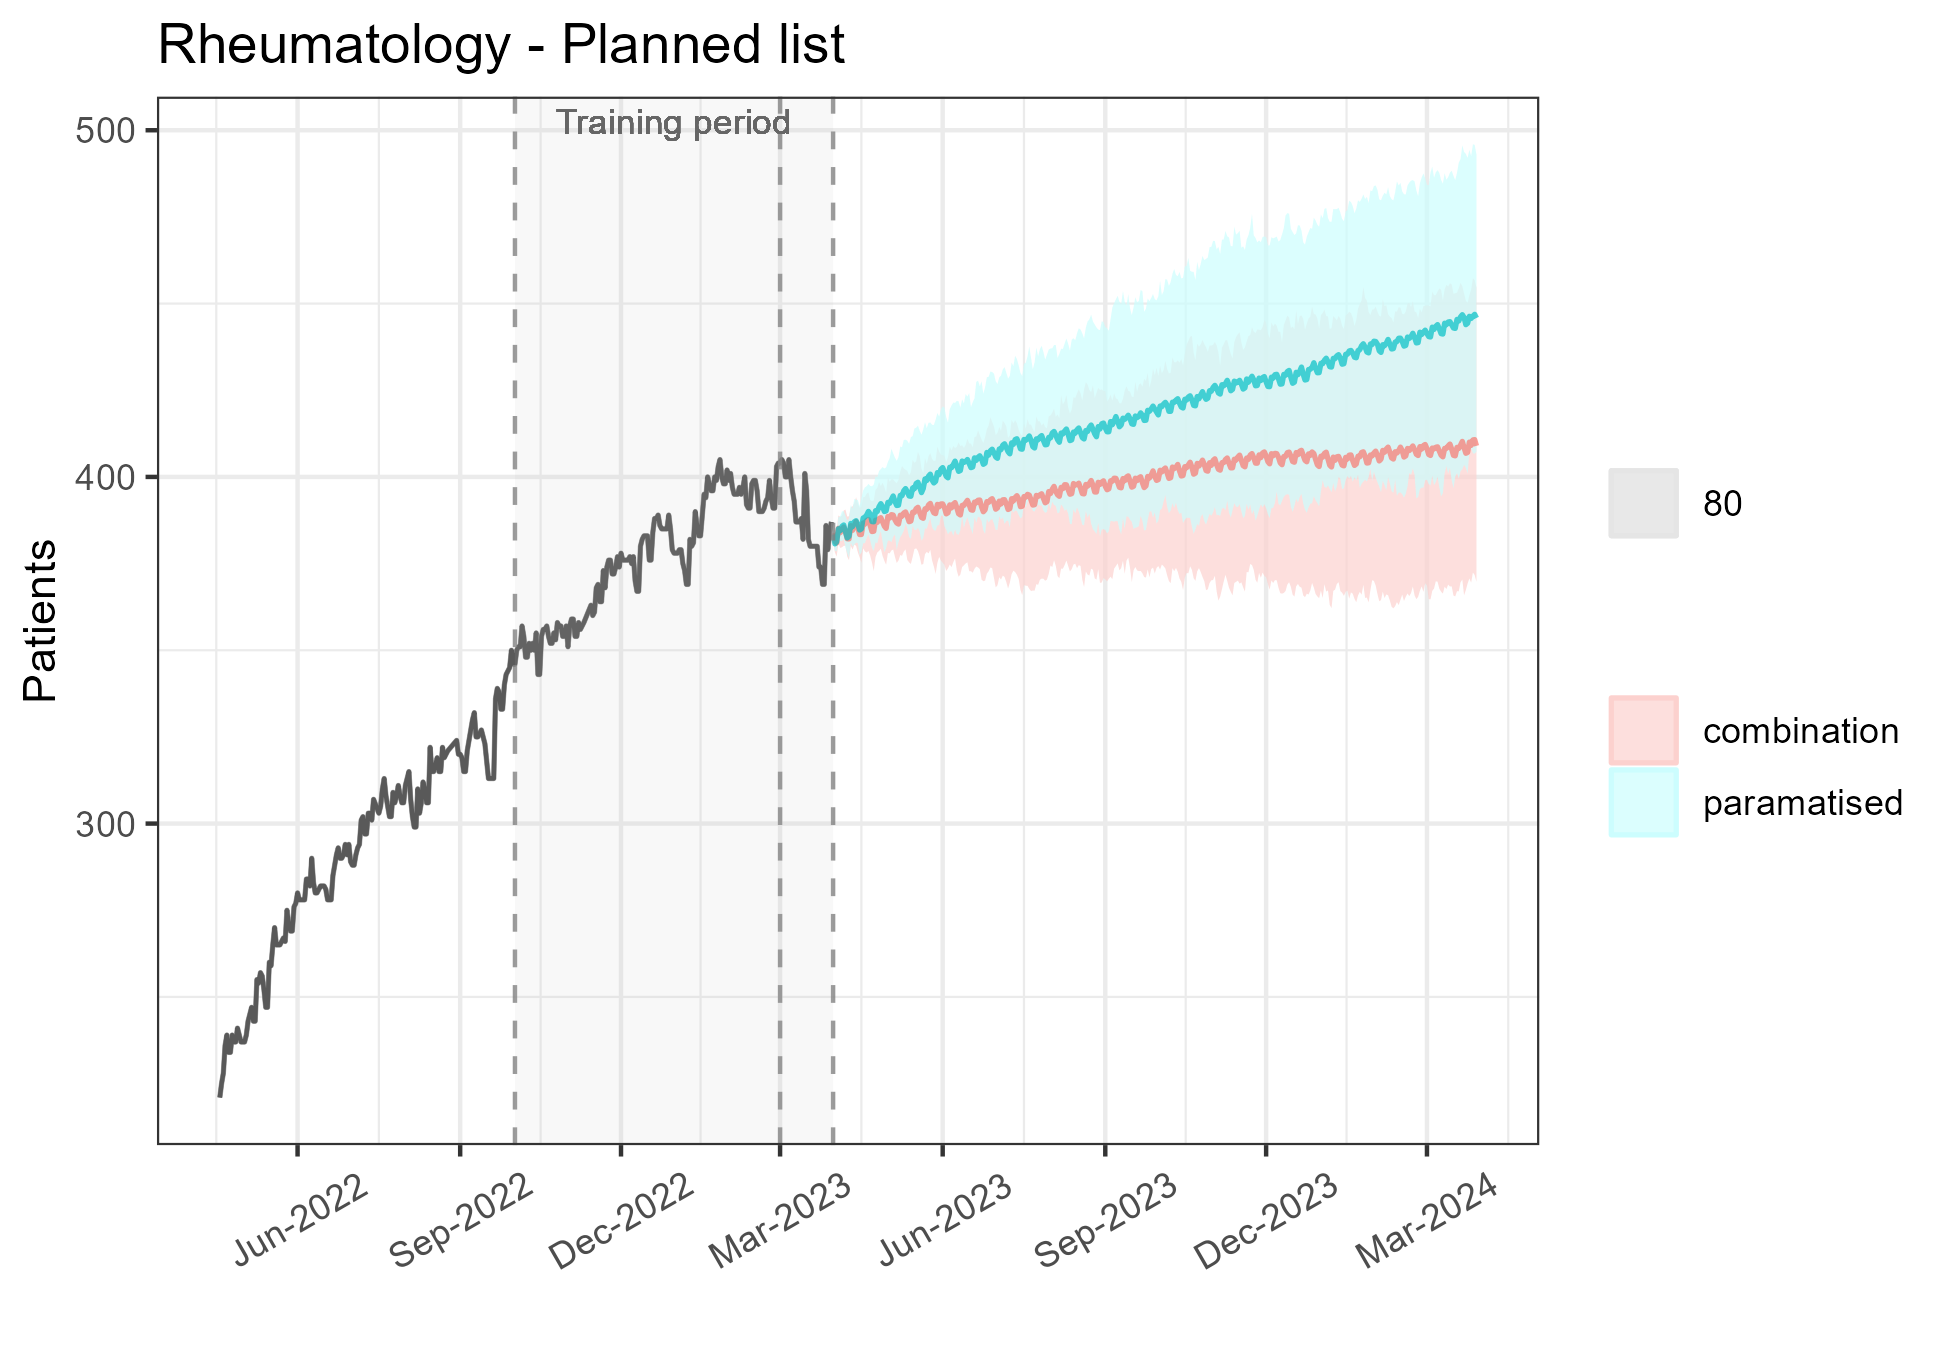 Rheumatology - Planned list
Training period
500
400
300
Patients
Jun-2022
Sep-2022
Dec-2022
Mar-2023
Jun-2023
Sep-2023
Dec-2023
Mar-2024
80
combination
paramatised